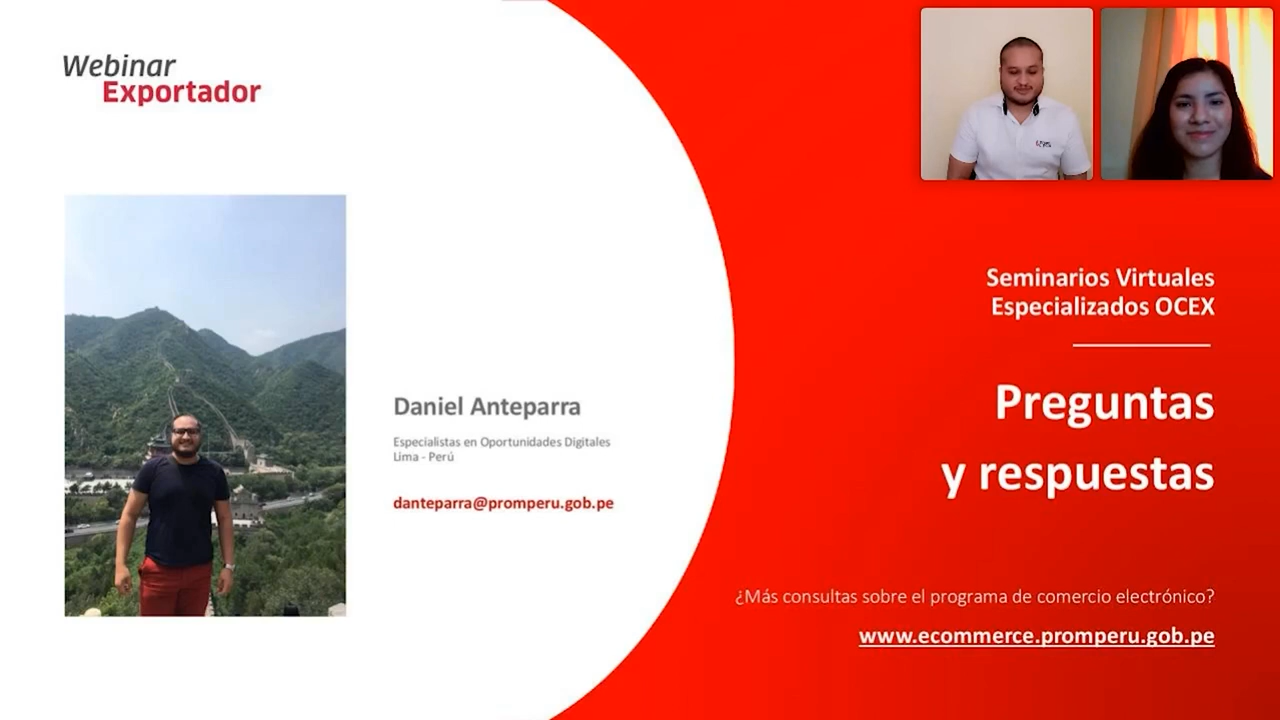 Webinar
Exportador
Daniel Anteparra
Especialistas en Oportunidades Digitales
Lima - Perú
danteparra@promperu.gob.pe
Seminarios Virtuales
Especializados OCEX
Preguntas
y respuestas
¿Más consultas sobre el programa de comercio electrónico?
www.ecommerce.promperu.gob.pe